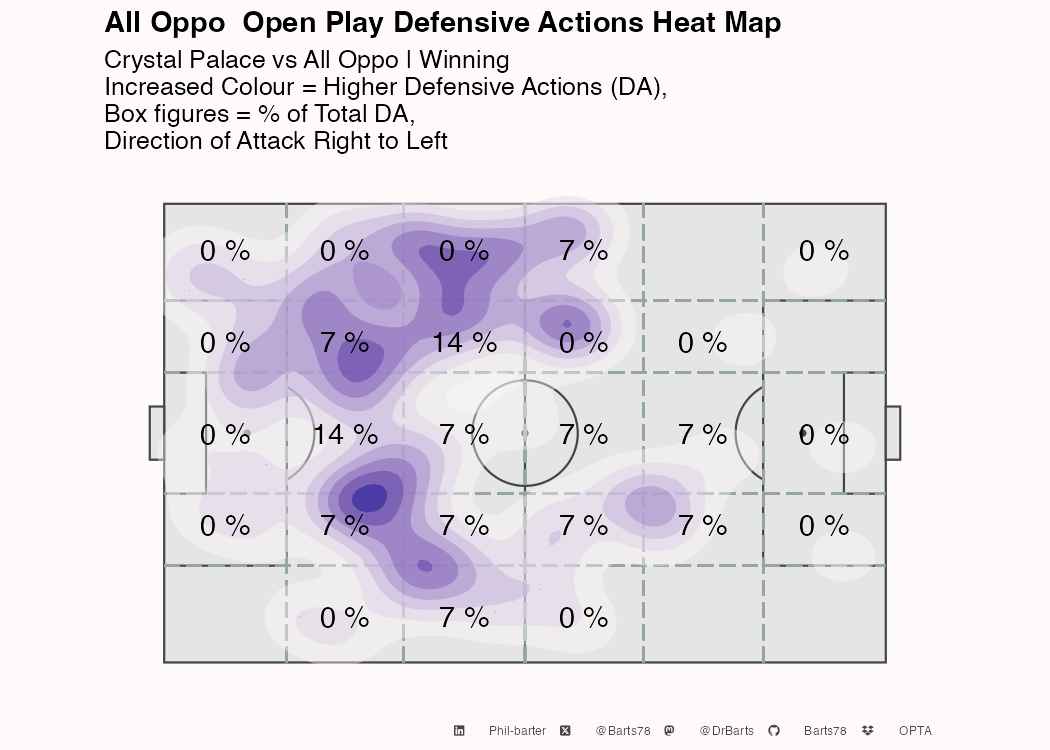 All Oppo  Open Play Defensive Actions Heat Map
Crystal Palace vs All Oppo | Winning
Increased Colour = Higher Defensive Actions (DA),
Box figures = % of Total DA,
Direction of Attack Right to Left
0 % 0 % 0 % 7 % 0 %
0 % 7 % 14 % 0 % 0 %
0 % 14 % 7 % 7 % 7 % 0 %
0 % 7 % 7 % 7 % 7 % 0 %
0 % 7 % 0 %
Phil-barter @Barts78 @DrBarts Barts78 OPTA